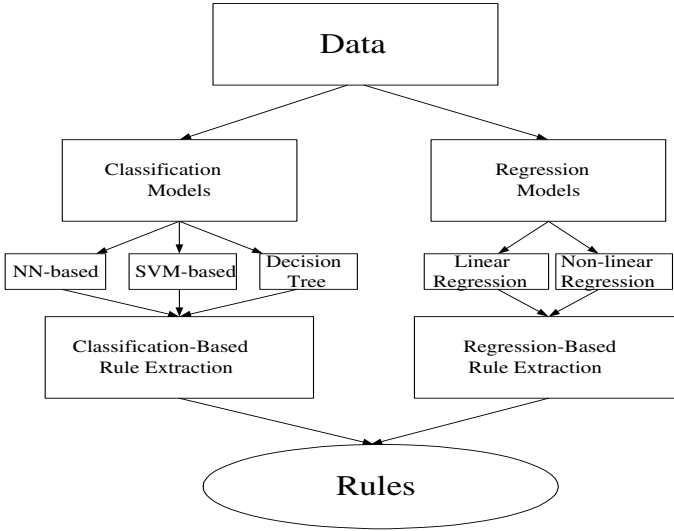 Data
Classification
Models
Regression
Models
NN-based
SVM-based
Decision
Tree
Linear
Regression
Non-linear
Regression
Classification-Based
Rule Extraction
Regression-Based
Rule Extraction
Rules